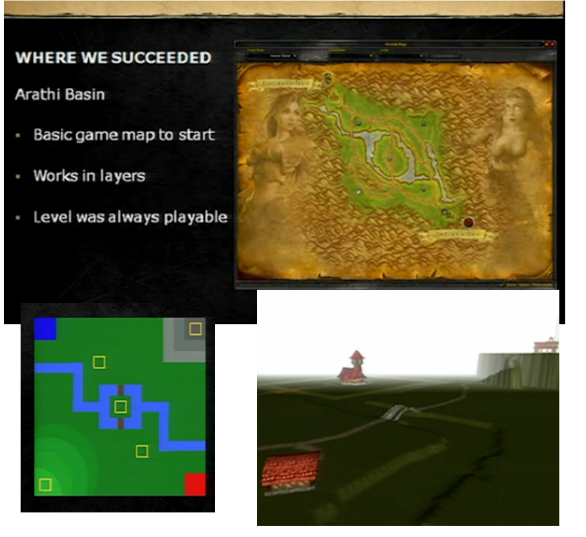 WHERE WE SUCCEEDED
Arathi Basin
Basic game map to start
Works in layers
Level was always playable